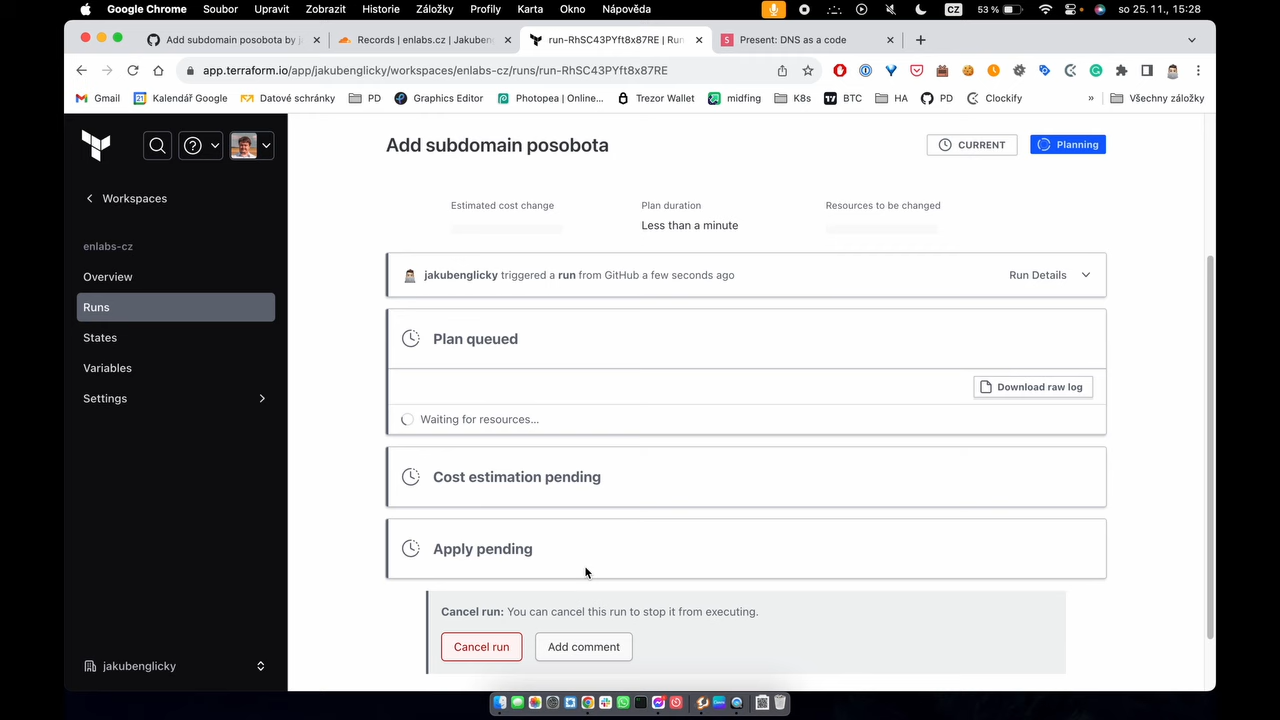 Google Chrome Soubor Upravit Zobrazit Historie Záložky Profily Karta Okno Nápověda CZ 53 % so 25. 11., 15:28
Add subdomain posobota by j Records | enlabs.cz | Jakuben run-RhSC43PYft8x87RE | Run Present: DNS as a code
app.terraform.io/app/jakubenglicky/workspaces/enlabs-cz/runs/run-RhSC43PYft8x87RE
Gmail Kalendář Google Datové schránky PD Graphics Editor Photopea | Online... Trezor Wallet midfing K8s BTC HA PD Clockify » Všechny záložky
Workspaces
enlabs-cz
Overview
Runs
States
Variables
Settings
jakubenglicky
Add subdomain posobota CURRENT Planning
Estimated cost change Plan duration Resources to be changed
Less than a minute
jakubenglicky triggered a run from GitHub a few seconds ago Run Details
Plan queued
Download raw log
Waiting for resources...
Cost estimation pending
Apply pending
Cancel run: You can cancel this run to stop it from executing.
Cancel run Add comment